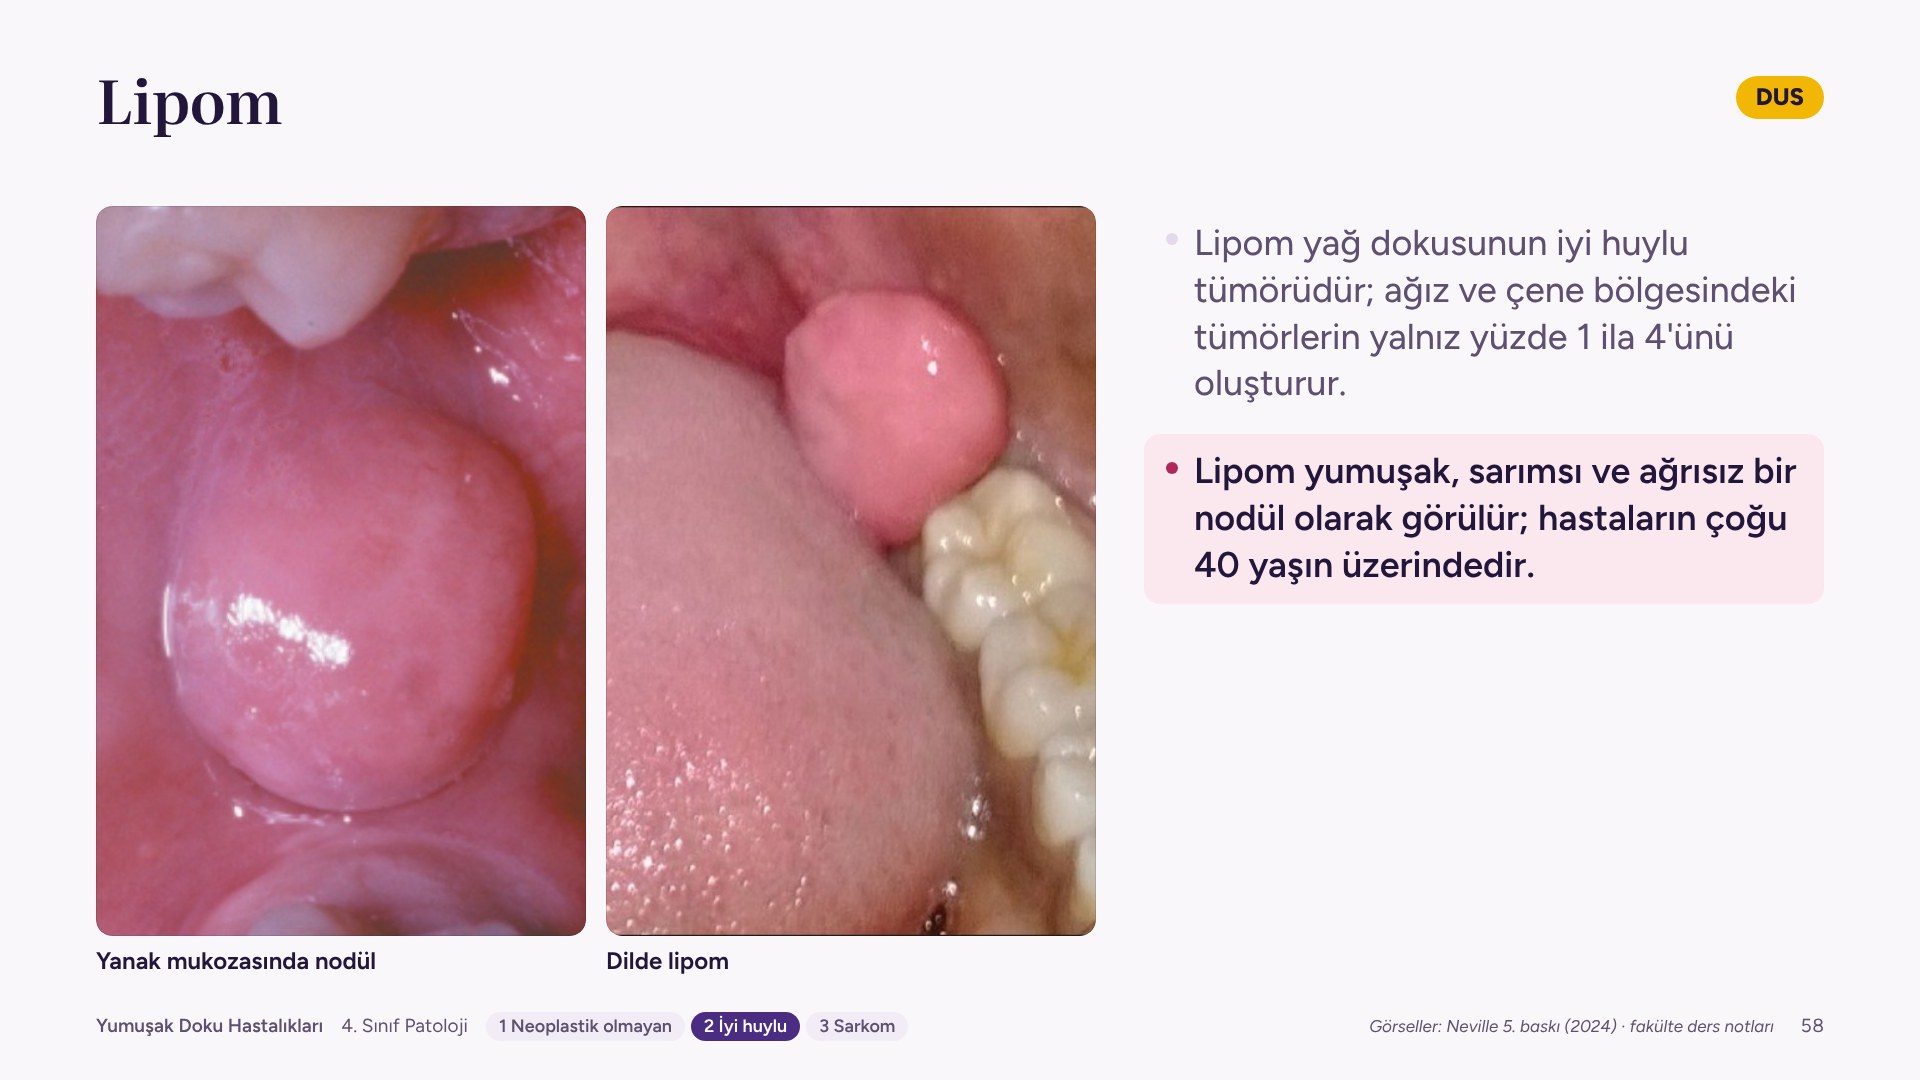 Lipom
DUS
Lipom yağ dokusunun iyi huylu
tümörüdür; ağız ve çene bölgesindeki
tümörlerin yalnız yüzde 1 ila 4'ünü
oluşturur.
Lipom yumuşak, sarımsı ve ağrısız bir
nodül olarak görülür; hastaların çoğu
40 yaşın üzerindedir.
Yanak mukozasında nodül
Dilde lipom
Yumuşak Doku Hastalıkları 4. Sınıf Patoloji 1 Neoplastik olmayan 2 İyi huylu 3 Sarkom
Görseller: Neville 5. baskı (2024) · fakülte ders notları 58